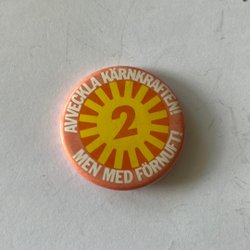 AVVECKLA KÄRNKRAFTEN!
2
MEN MED FÖRNUFT!